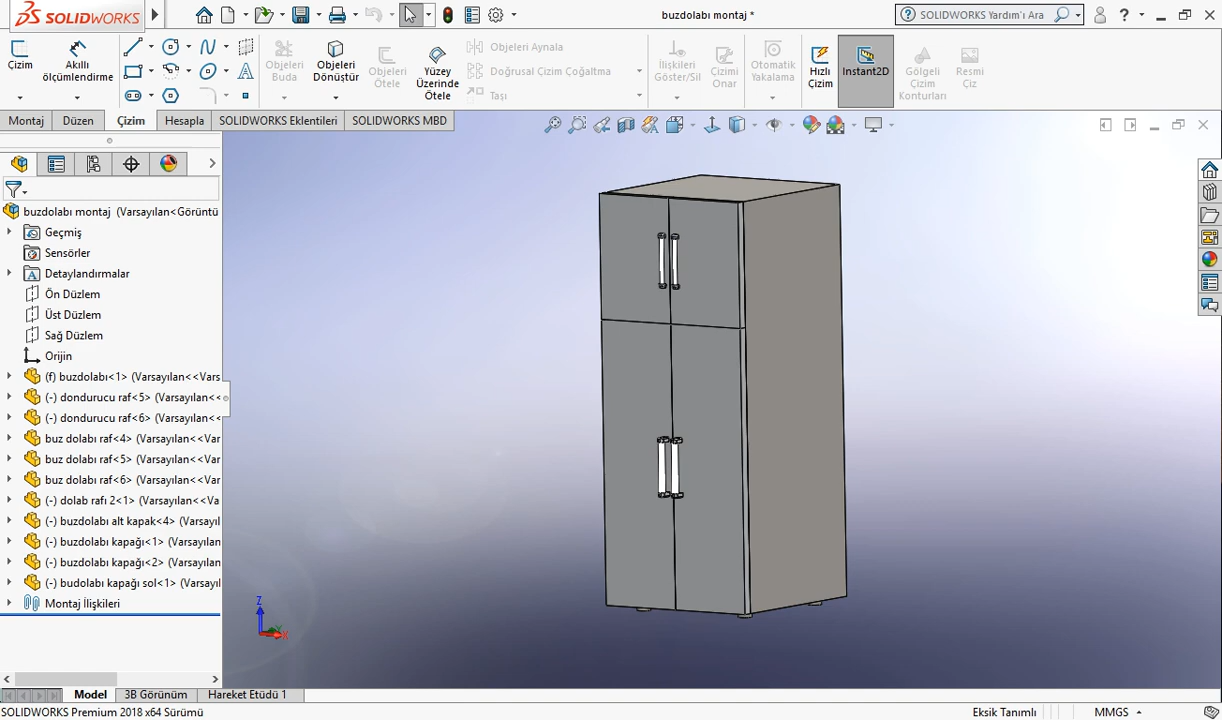 SOLIDWORKS
buzdolabı montaj *
SOLIDWORKS Yardım'ı Ara
?
Çizim
Akıllı ölçümlendirme
Objeleri Buda
Objeleri Dönüştür
Objeleri Ötele
Yüzey Üzerinde Ötele
Objeleri Aynala
Doğrusal Çizim Çoğaltma
Taşı
İlişkileri Göster/Sil
Çizimi Onar
Otomatik Yakalama
Hızlı Çizim
Instant2D
Gölgeli Çizim Konturları
Resmi Çiz
Montaj
Düzen
Çizim
Hesapla
SOLIDWORKS Eklentileri
SOLIDWORKS MBD
buzdolabı montaj (Varsayılan<Görüntü
Geçmiş
Sensörler
Detaylandırmalar
Ön Düzlem
Üst Düzlem
Sağ Düzlem
Orijin
(f) buzdolabı<1> (Varsayılan<<Vars
(-) dondurucu raf<5> (Varsayılan<<
(-) dondurucu raf<6> (Varsayılan<<
buz dolabı raf<4> (Varsayılan<<Var
buz dolabı raf<5> (Varsayılan<<Var
buz dolabı raf<6> (Varsayılan<<Var
(-) dolab rafı 2<1> (Varsayılan<<Va
(-) buzdolabı alt kapak<4> (Varsayıl
(-) buzdolabı kapağı<1> (Varsayılan
(-) buzdolabı kapağı<2> (Varsayılan
(-) budolabı kapağı sol<1> (Varsayıl
Montaj İlişkileri
Z
Y
X
Model
3B Görünüm
Hareket Etüdü 1
SOLIDWORKS Premium 2018 x64 Sürümü
Eksik Tanımlı
MMGS